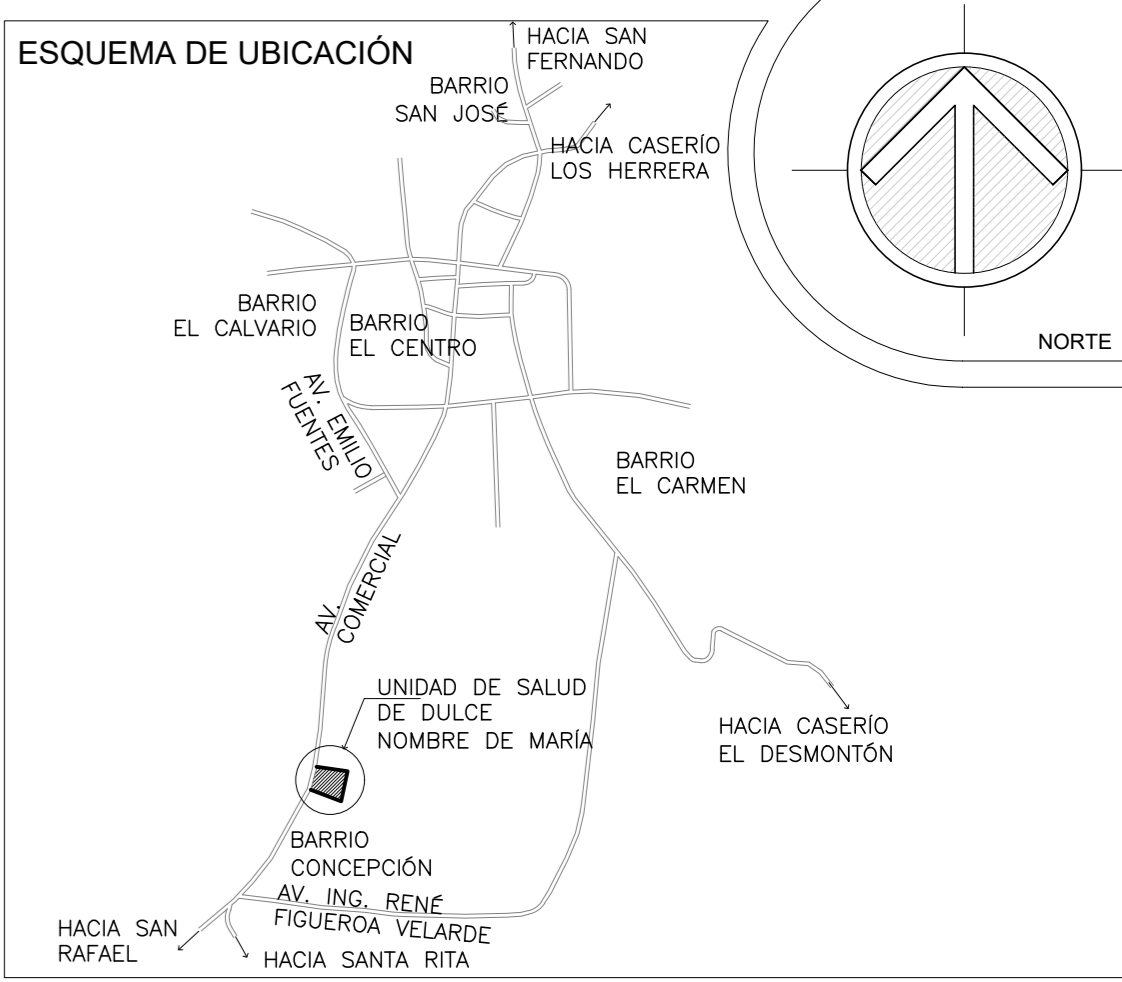 ESQUEMA DE UBICACIÓN
HACIA SAN
FERNANDO
BARRIO
SAN JOSÉ
HACIA CASERÍO
LOS HERRERA
NORTE
BARRIO
EL CALVARIO
BARRIO
EL CENTRO
AV. EMILIO
FUENTES
BARRIO
EL CARMEN
AV.
COMERCIAL
UNIDAD DE SALUD
DE DULCE
NOMBRE DE MARÍA
HACIA CASERÍO
EL DESMONTÓN
BARRIO
CONCEPCIÓN
AV. ING. RENÉ
FIGUEROA VELARDE
HACIA SAN
RAFAEL
HACIA SANTA RITA